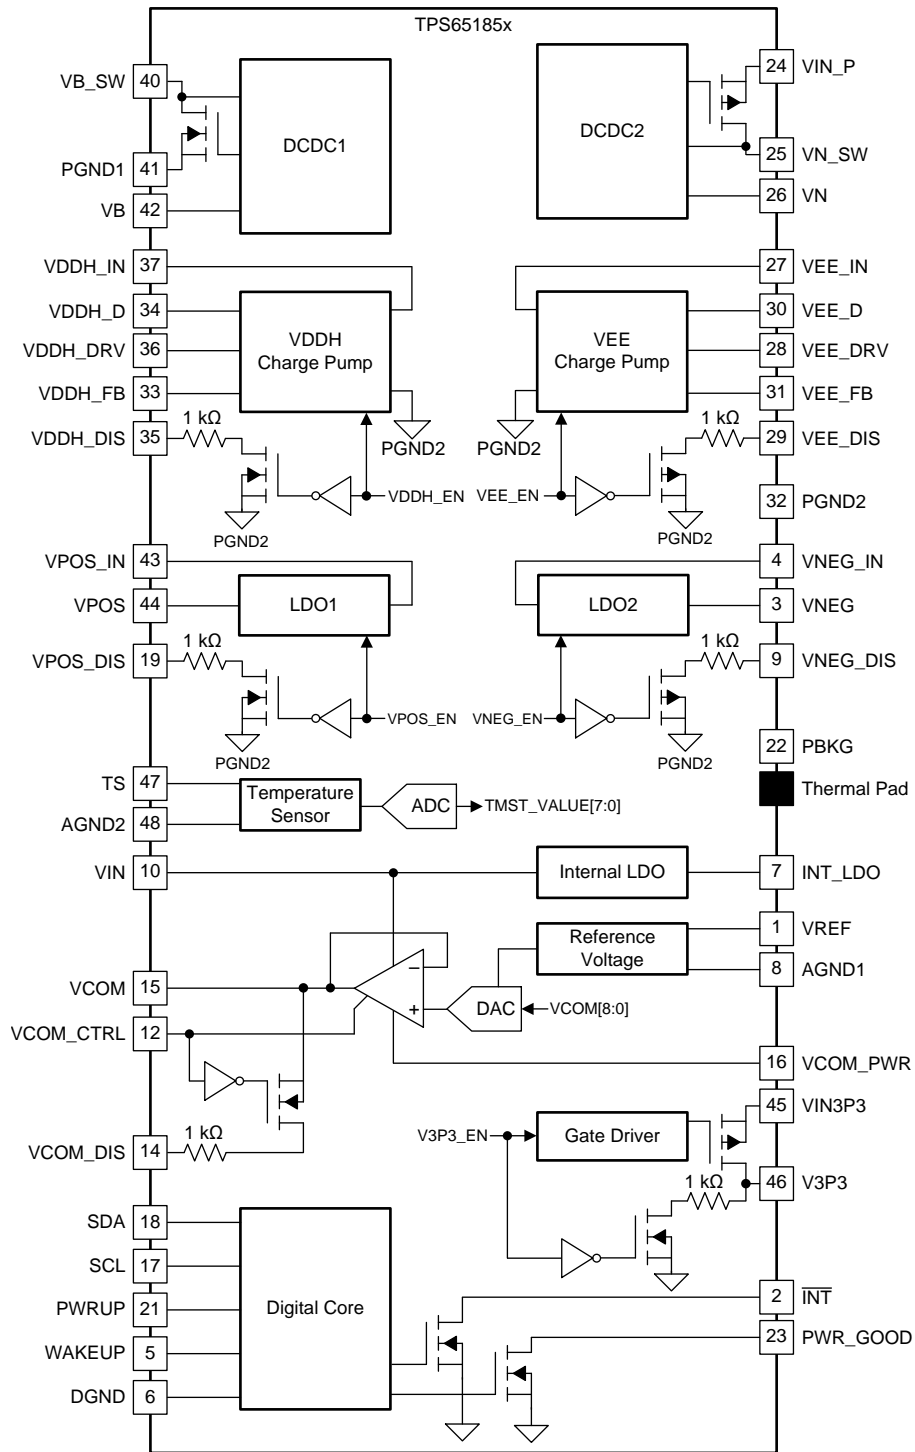 TPS65185x
VB_SW 40
PGND1 41
VB 42
DCDC1
DCDC2
24 VIN_P
25 VN_SW
26 VN
VDDH_IN 37
VDDH_D 34
VDDH_DRV 36
VDDH_FB 33
VDDH_DIS 35
1 kΩ
VDDH
Charge Pump
PGND2
VDDH_EN
PGND2
27 VEE_IN
30 VEE_D
28 VEE_DRV
31 VEE_FB
29 VEE_DIS
1 kΩ
VEE
Charge Pump
PGND2
VEE_EN
PGND2
32 PGND2
VPOS_IN 43
VPOS 44
VPOS_DIS 19
1 kΩ
LDO1
VPOS_EN
PGND2
4 VNEG_IN
3 VNEG
9 VNEG_DIS
1 kΩ
LDO2
VNEG_EN
PGND2
22 PBKG
Thermal Pad
TS 47
AGND2 48
Temperature
Sensor
ADC
TMST_VALUE[7:0]
VIN 10
Internal LDO
7 INT_LDO
Reference
Voltage
1 VREF
8 AGND1
VCOM 15
VCOM_CTRL 12
−
+
DAC
VCOM[8:0]
16 VCOM_PWR
VCOM_DIS 14
1 kΩ
V3P3_EN
Gate Driver
45 VIN3P3
46 V3P3
1 kΩ
SDA 18
SCL 17
PWRUP 21
WAKEUP 5
DGND 6
Digital Core
2 INT
23 PWR_GOOD